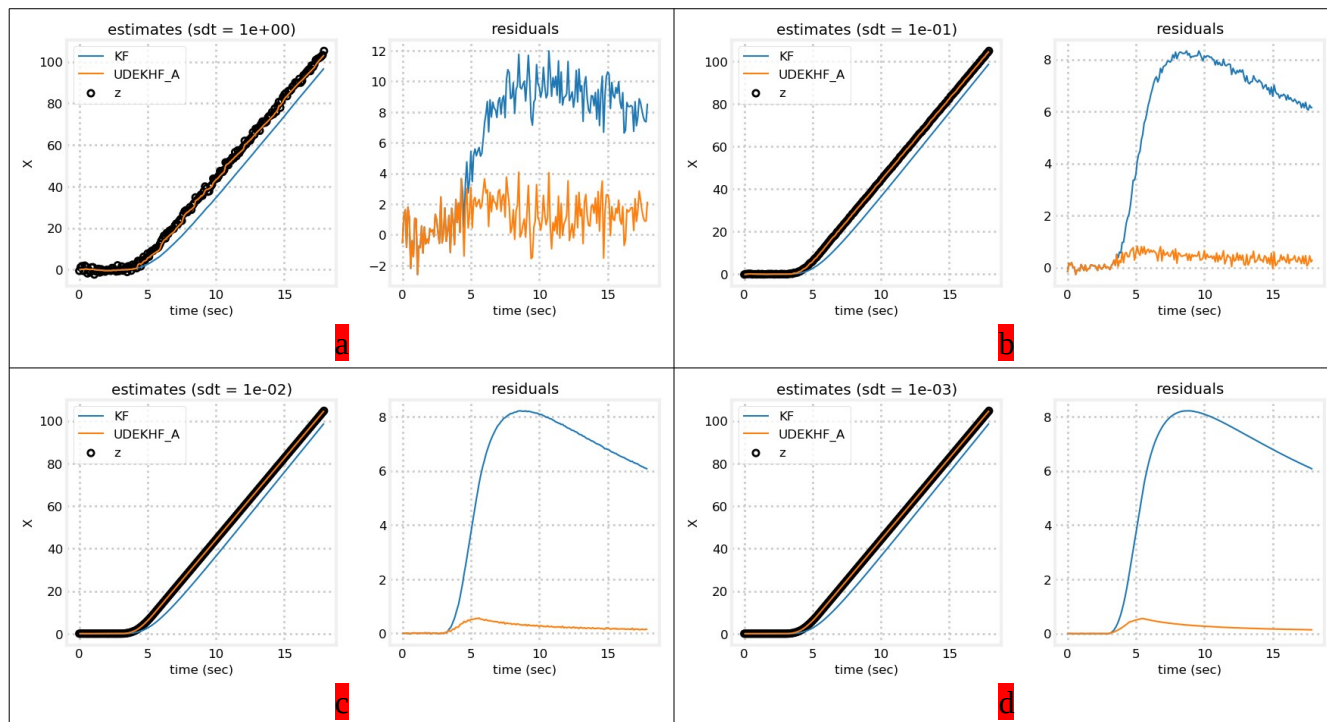 estimates (sdt = 1e+00)
residuals
KF
UDEKHF_A
z
X
100
80
60
40
20
0
0
5
10
15
time (sec)
12
10
8
6
4
2
0
−2
0
5
10
15
time (sec)
a
estimates (sdt = 1e-01)
residuals
KF
UDEKHF_A
z
X
100
80
60
40
20
0
0
5
10
15
time (sec)
8
6
4
2
0
0
5
10
15
time (sec)
b
estimates (sdt = 1e-02)
residuals
KF
UDEKHF_A
z
X
100
80
60
40
20
0
0
5
10
15
time (sec)
8
6
4
2
0
0
5
10
15
time (sec)
c
estimates (sdt = 1e-03)
residuals
KF
UDEKHF_A
z
X
100
80
60
40
20
0
0
5
10
15
time (sec)
8
6
4
2
0
0
5
10
15
time (sec)
d